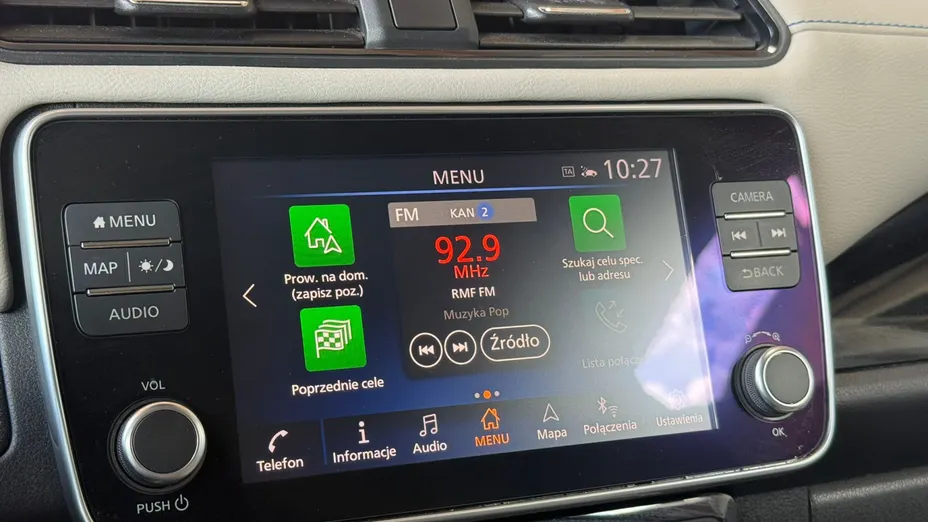 MENU
MAP
AUDIO
VOL
PUSH
MENU
TA
10:27
Prow. na dom.
(zapisz poz.)
Poprzednie cele
FM KAN 2
92.9
MHz
RMF FM
Muzyka Pop
Źródło
Szukaj celu spec.
lub adresu
Lista połącz.
Telefon
Informacje
Audio
MENU
Mapa
Połączenia
Ustawienia
CAMERA
BACK
OK